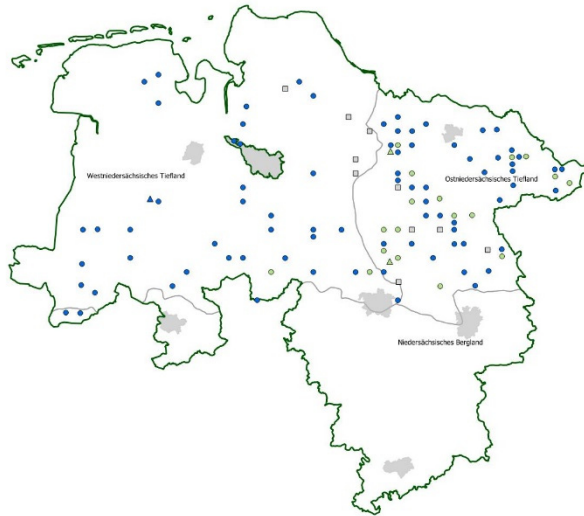 Westniedersächsisches Tiefland
Ostniedersächsisches Tiefland
Niedersächsisches Bergland